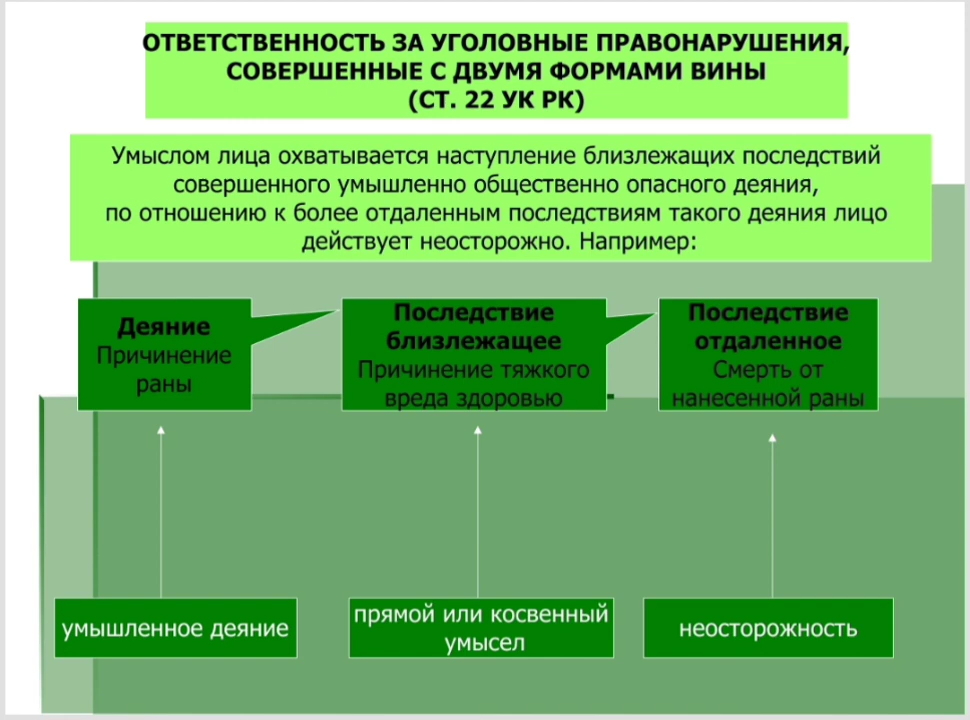 ОТВЕТСТВЕННОСТЬ ЗА УГОЛОВНЫЕ ПРАВОНАРУШЕНИЯ,
СОВЕРШЕННЫЕ С ДВУМЯ ФОРМАМИ ВИНЫ
(СТ. 22 УК РК)
Умыслом лица охватывается наступление близлежащих последствий
совершенного умышленно общественно опасного деяния,
по отношению к более отдаленным последствиям такого деяния лицо
действует неосторожно. Например:
Деяние
Причинение
раны
Последствие
близлежащее
Причинение тяжкого
вреда здоровью
Последствие
отдаленное
Смерть от
нанесенной раны
умышленное деяние
прямой или косвенный
умысел
неосторожность